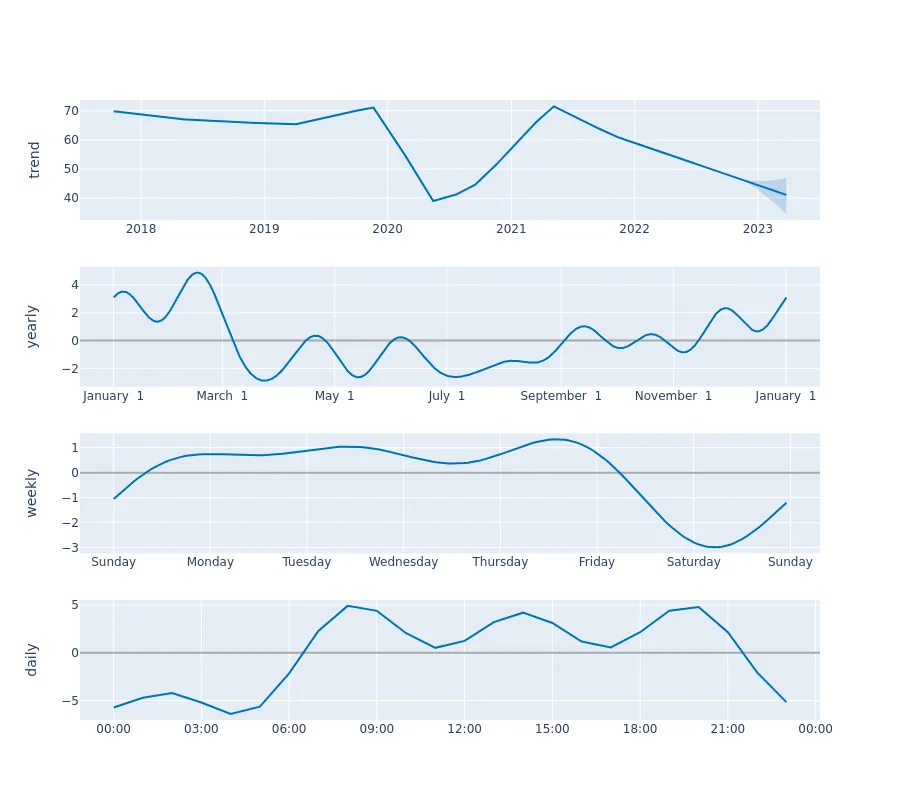 trend
70
60
50
40
2018 2019 2020 2021 2022 2023
yearly
4
2
0
−2
January 1 March 1 May 1 July 1 September 1 November 1 January 1
weekly
1
0
−1
−2
−3
Sunday Monday Tuesday Wednesday Thursday Friday Saturday Sunday
daily
5
0
−5
00:00 03:00 06:00 09:00 12:00 15:00 18:00 21:00 00:00